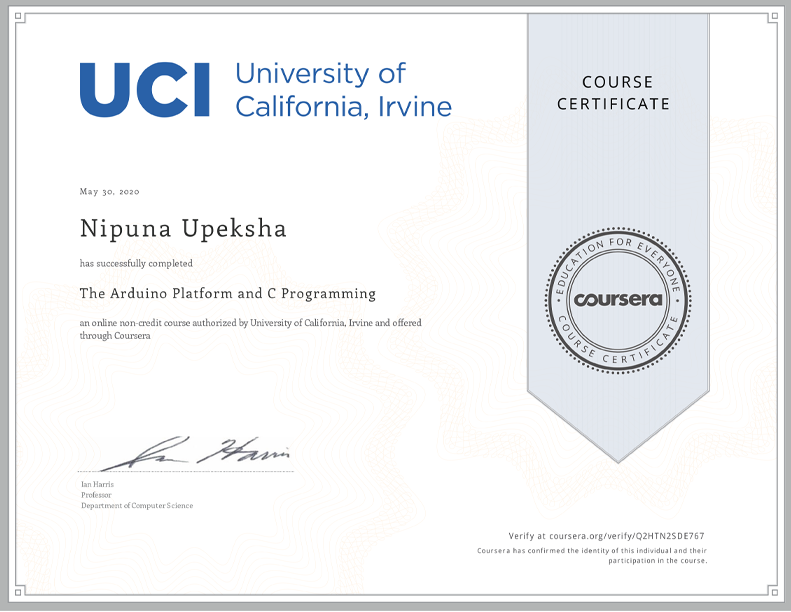 UCI
University of
California, Irvine
COURSE
CERTIFICATE
May 30, 2020
Nipuna Upeksha
has successfully completed
The Arduino Platform and C Programming
an online non-credit course authorized by University of California, Irvine and offered
through Coursera
EDUCATION FOR EVERYONE
coursera
COURSE CERTIFICATE
Ian Harris
Ian Harris
Professor
Department of Computer Science
Verify at coursera.org/verify/Q2HTN2SDE767
Coursera has confirmed the identity of this individual and their
participation in the course.